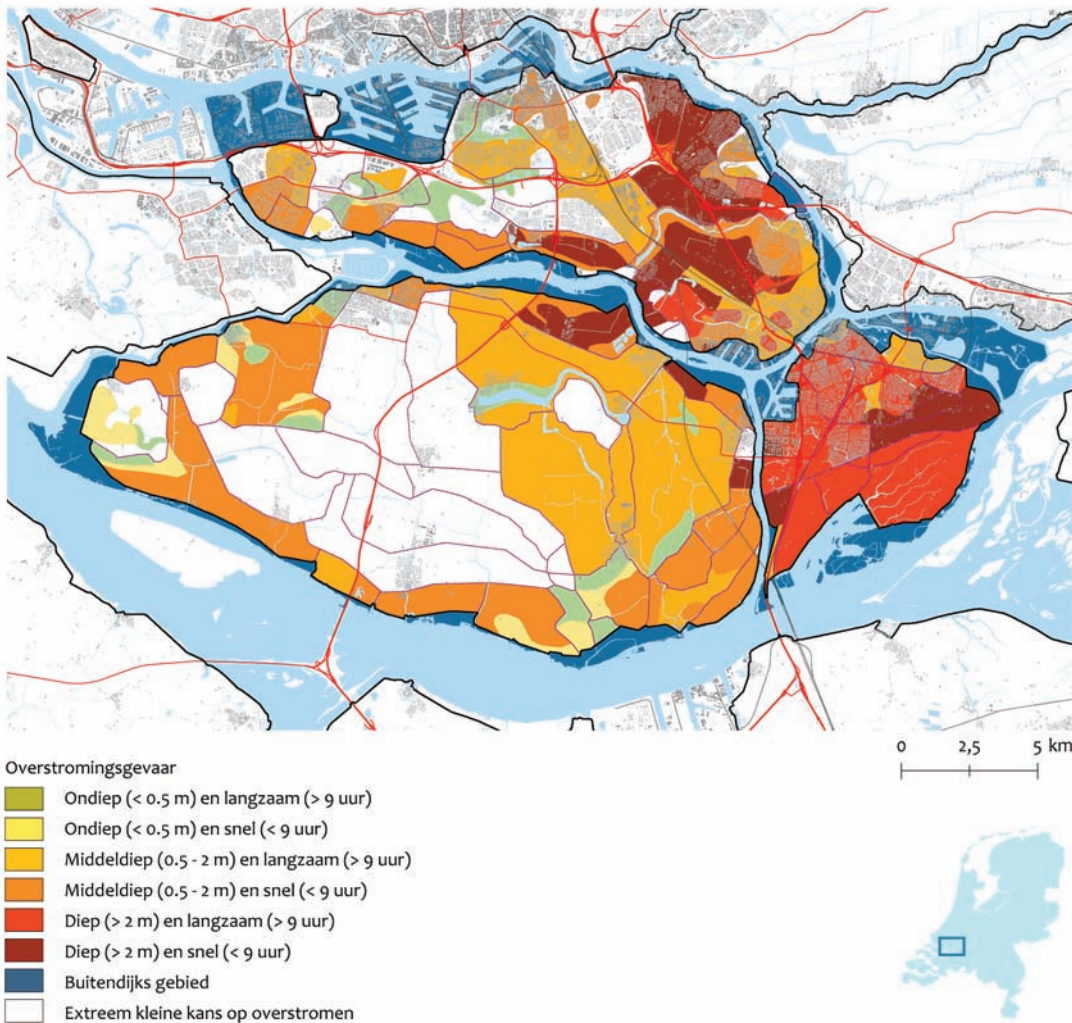 0 2,5 5 km
Overstromingsgevaar
Ondiep (< 0.5 m) en langzaam (> 9 uur)
Ondiep (< 0.5 m) en snel (< 9 uur)
Middeldiep (0.5 - 2 m) en langzaam (> 9 uur)
Middeldiep (0.5 - 2 m) en snel (< 9 uur)
Diep (> 2 m) en langzaam (> 9 uur)
Diep (> 2 m) en snel (< 9 uur)
Buitendijks gebied
Extreem kleine kans op overstromen